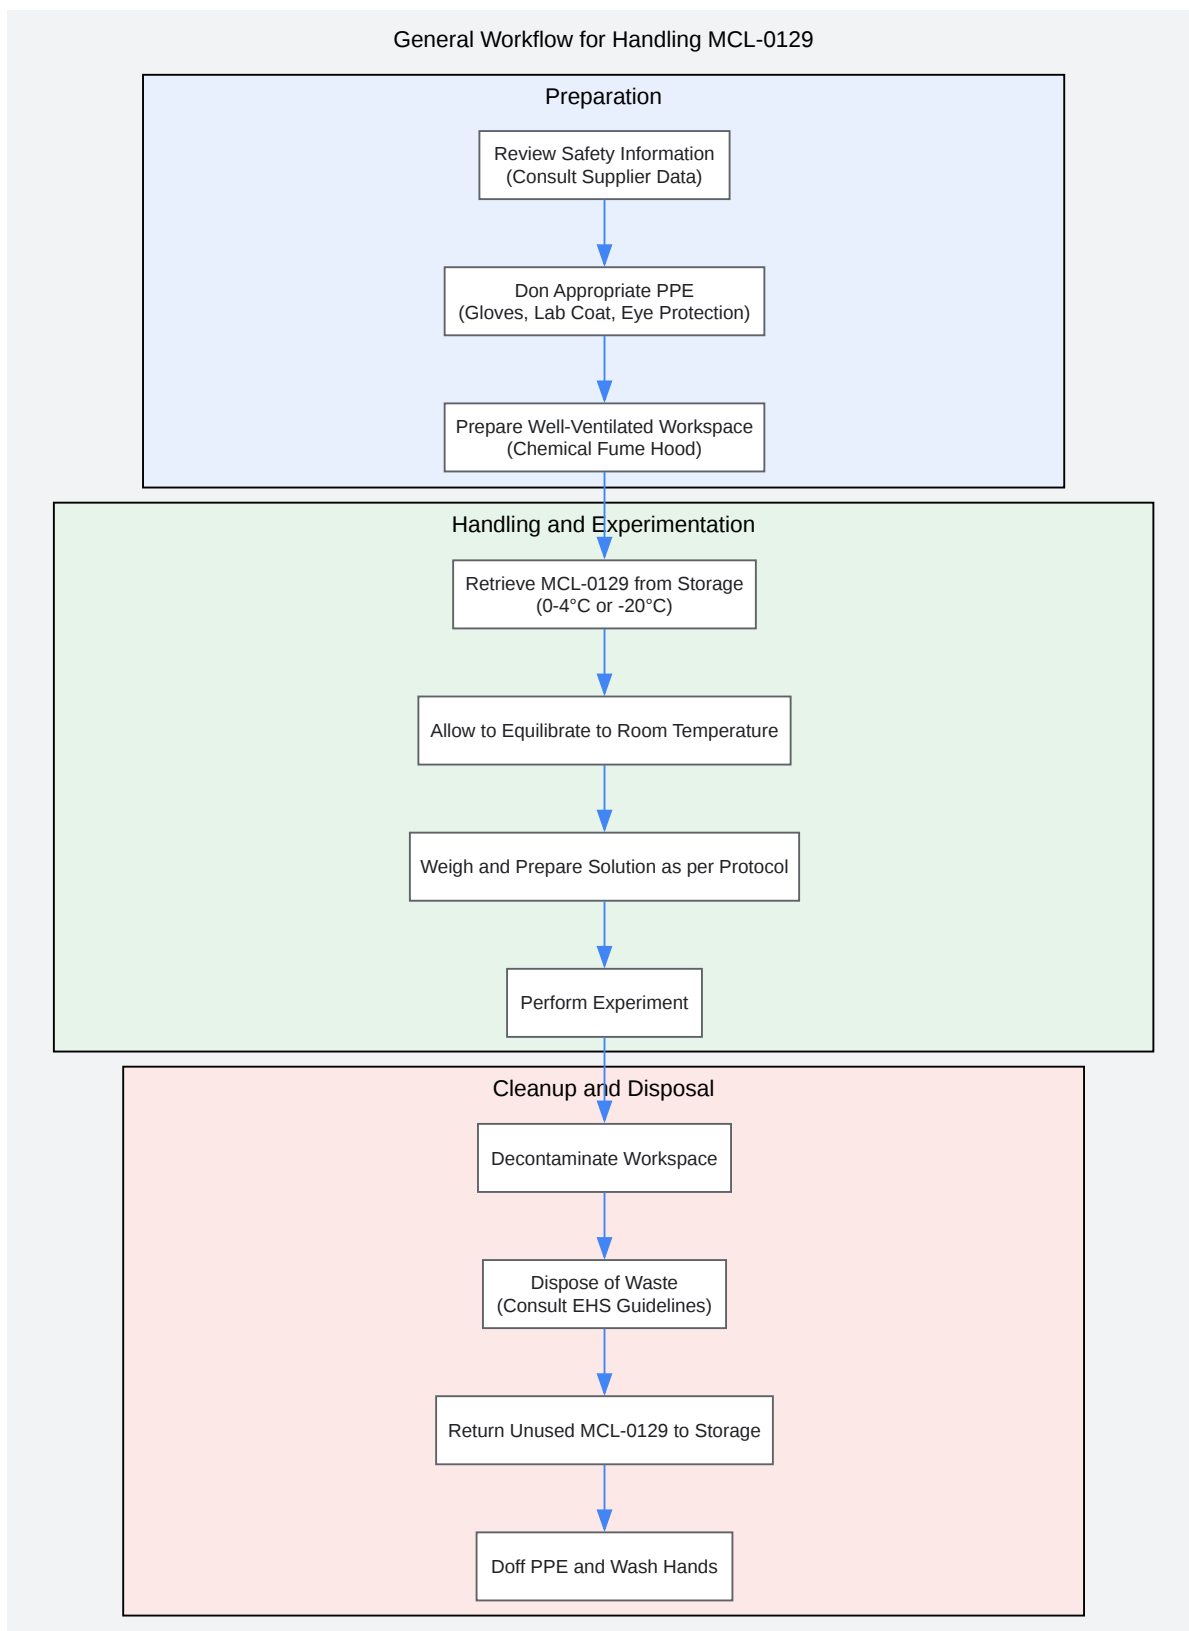 General Workflow for Handling MCL-0129
Preparation
Review Safety Information
(Consult Supplier Data)
Don Appropriate PPE
(Gloves, Lab Coat, Eye Protection)
Prepare Well-Ventilated Workspace
(Chemical Fume Hood)
Handling and Experimentation
Retrieve MCL-0129 from Storage
(0-4°C or -20°C)
Allow to Equilibrate to Room Temperature
Weigh and Prepare Solution as per Protocol
Perform Experiment
Cleanup and Disposal
Decontaminate Workspace
Dispose of Waste
(Consult EHS Guidelines)
Return Unused MCL-0129 to Storage
Doff PPE and Wash Hands